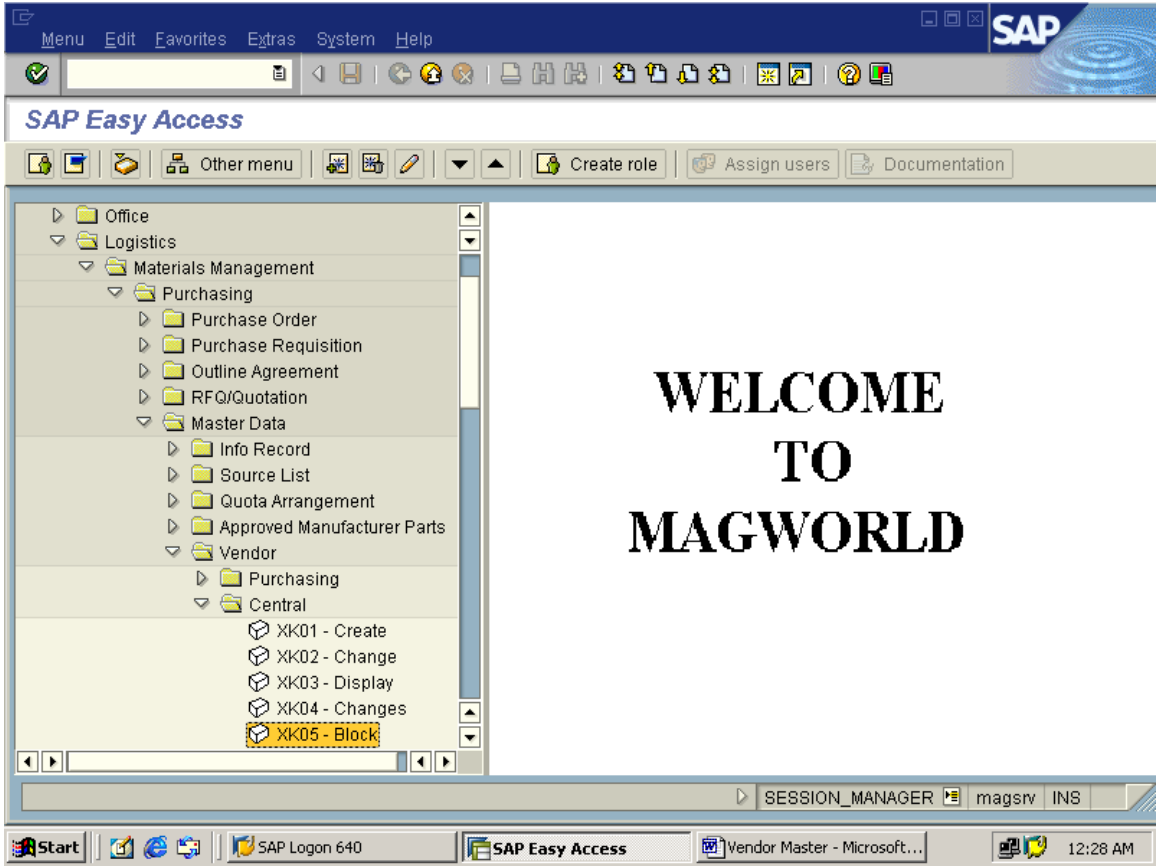 Menu Edit Favorites Extras System Help
SAP
SAP Easy Access
Other menu Create role Assign users Documentation
Office
Logistics
Materials Management
Purchasing
Purchase Order
Purchase Requisition
Outline Agreement
RFQ/Quotation
Master Data
Info Record
Source List
Quota Arrangement
Approved Manufacturer Parts
Vendor
Purchasing
Central
XK01 - Create
XK02 - Change
XK03 - Display
XK04 - Changes
XK05 - Block
WELCOME
TO
MAGWORLD
SESSION_MANAGER magsrv INS
Start SAP Logon 640 SAP Easy Access Vendor Master - Microsoft... 12:28 AM